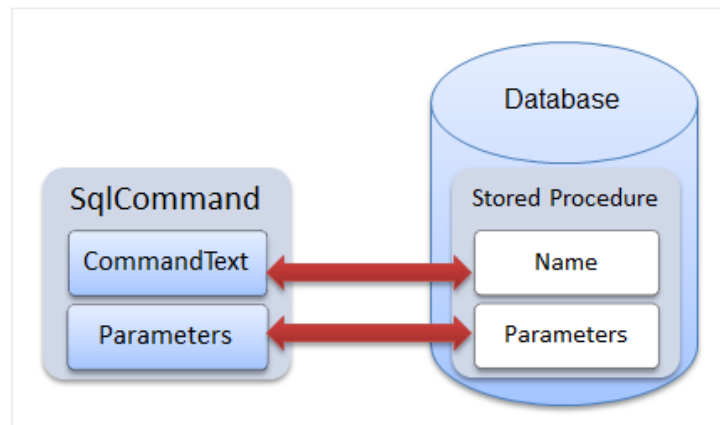 Database
SqlCommand
Stored Procedure
CommandText
Name
Parameters
Parameters